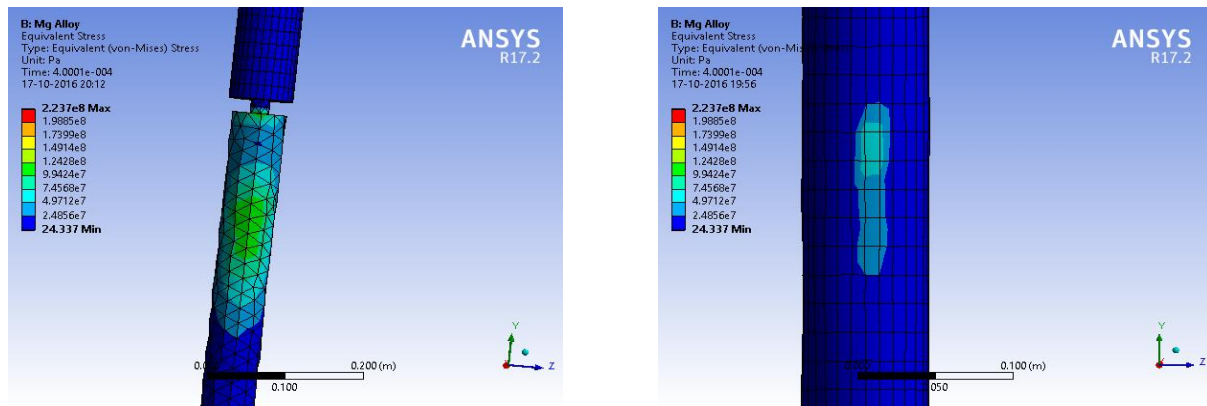 B: Mg Alloy
Equivalent Stress
Type: Equivalent (von-Mises) Stress
Unit: Pa
Time: 4.0001e-004
17-10-2016 20:12
2.237e8 Max
1.9885e8
1.7399e8
1.4914e8
1.2428e8
9.9424e7
7.4568e7
4.9712e7
2.4856e7
24.337 Min
ANSYS
R17.2
Y
Z
0.200 (m)
0.100
B: Mg Alloy
Equivalent Stress
Type: Equivalent (von-Mises)
Unit: Pa
Time: 4.0001e-004
17-10-2016 19:56
2.237e8 Max
1.9885e8
1.7399e8
1.4914e8
1.2428e8
9.9424e7
7.4568e7
4.9712e7
2.4856e7
24.337 Min
ANSYS
R17.2
Y
Z
0.100 (m)